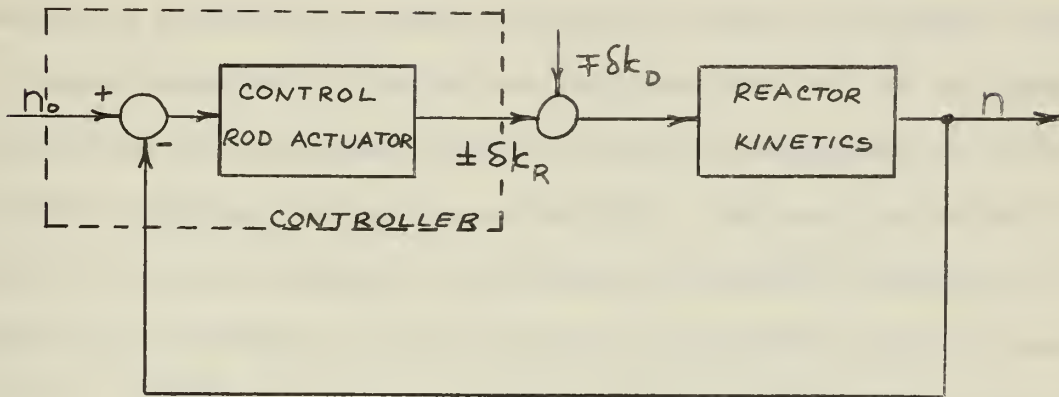 n₀
+
-
CONTROL
ROD ACTUATOR
± δk_R
∓ δk_D
REACTOR
KINETICS
n
CONTROLLER